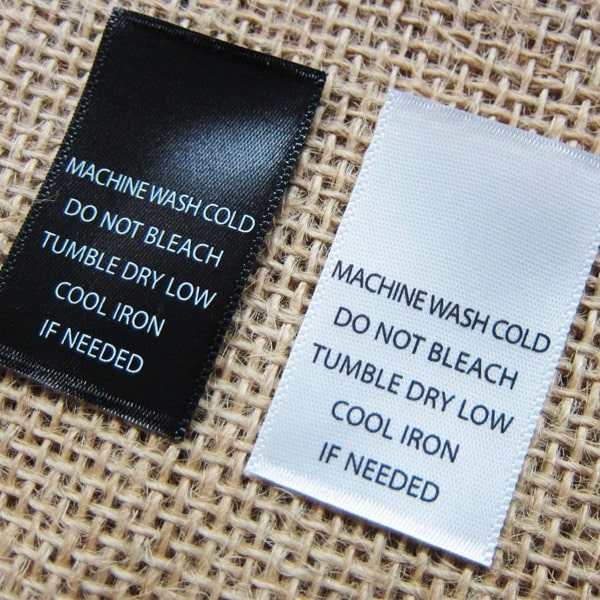 MACHINE WASH COLD
DO NOT BLEACH
TUMBLE DRY LOW
COOL IRON
IF NEEDED
MACHINE WASH COLD
DO NOT BLEACH
TUMBLE DRY LOW
COOL IRON
IF NEEDED